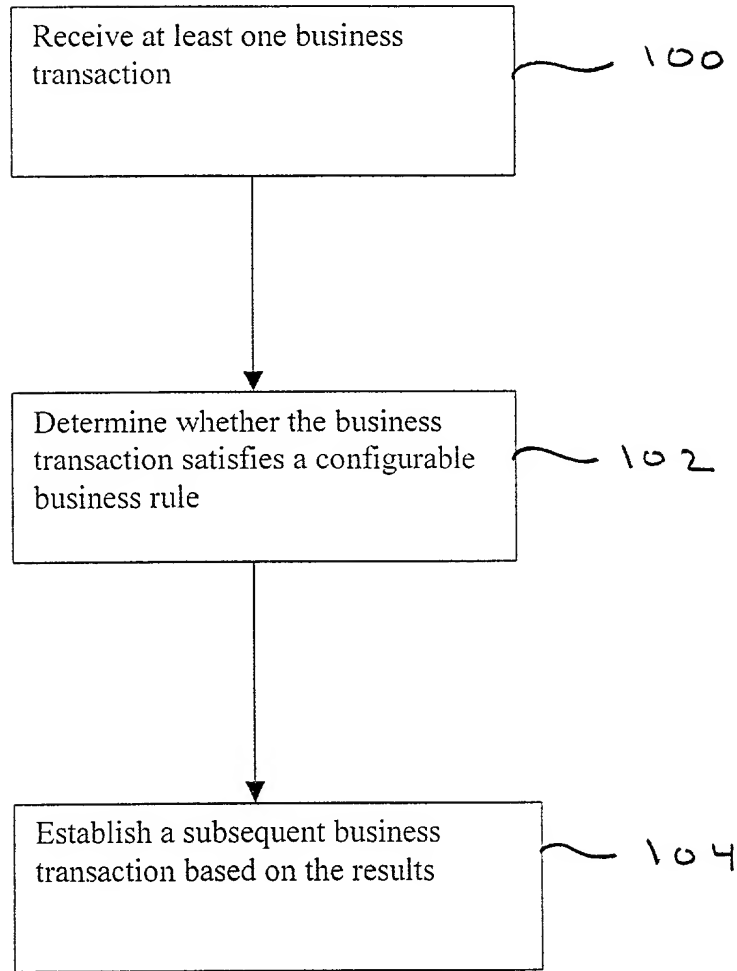 Receive at least one business
transaction
100
Determine whether the business
transaction satisfies a configurable
business rule
102
Establish a subsequent business
transaction based on the results
104